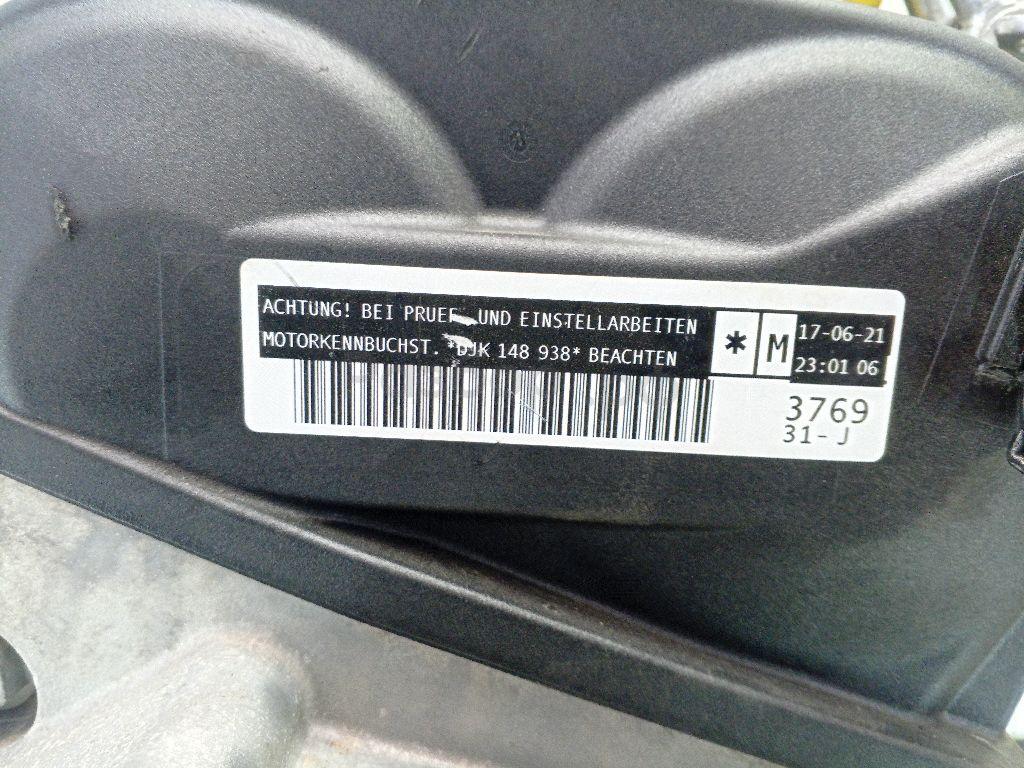 ACHTUNG! BEI PRUEF- UND EINSTELLARBEITEN
MOTORKENNBUCHST. *DJK 148 938* BEACHTEN
* M
17-06-21
23:01 06
3769
31-J